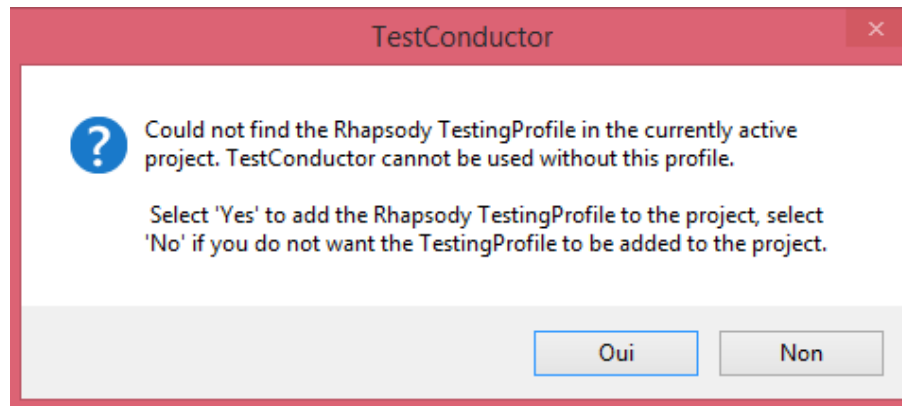 TestConductor
Could not find the Rhapsody TestingProfile in the currently active
project. TestConductor cannot be used without this profile.
Select 'Yes' to add the Rhapsody TestingProfile to the project, select
'No' if you do not want the TestingProfile to be added to the project.
Oui
Non